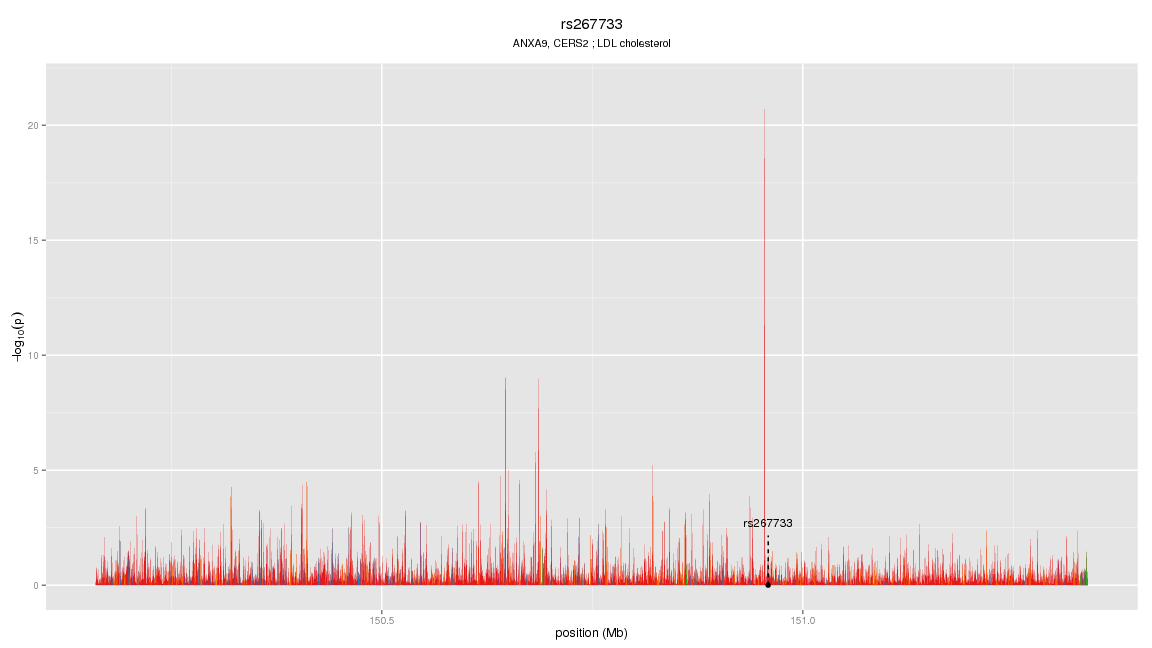 rs267733
ANXA9, CERS2 ; LDL cholesterol
20
15
10
5
0
−log10(p)
rs267733
150.5
151.0
position (Mb)